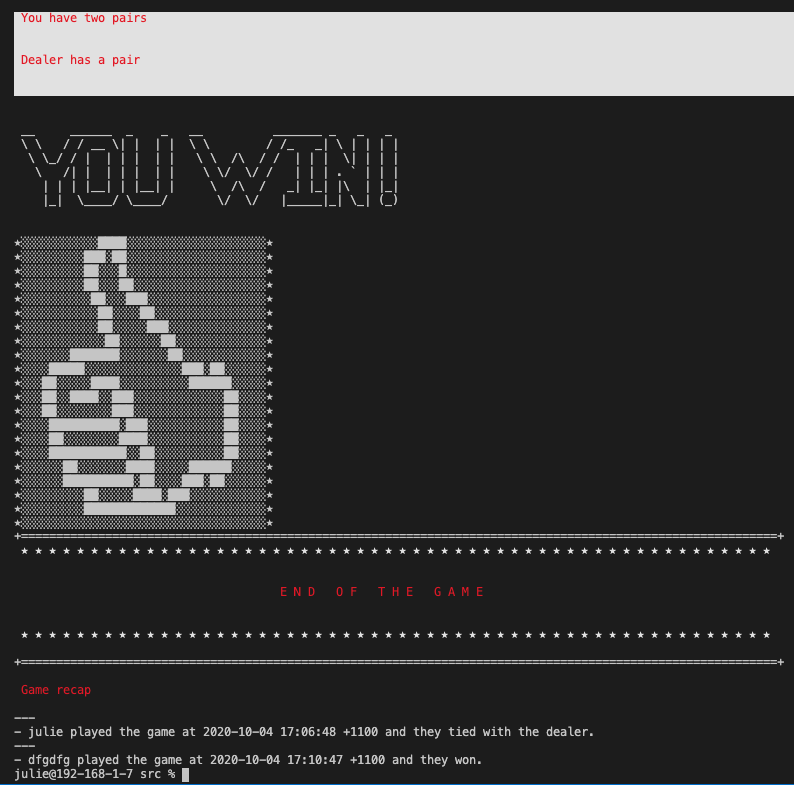 You have two pairs
Dealer has a pair
YOU WIN!
E N D   O F   T H E   G A M E
Game recap
---
- julie played the game at 2020-10-04 17:06:48 +1100 and they tied with the dealer.
---
- dfgdfg played the game at 2020-10-04 17:10:47 +1100 and they won.
julie@192-168-1-7 src %